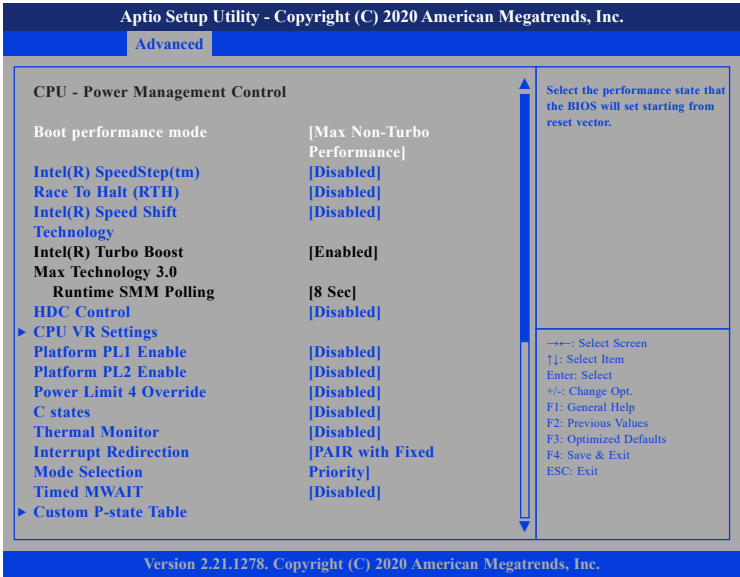 Aptio Setup Utility - Copyright (C) 2020 American Megatrends, Inc.
Advanced
CPU - Power Management Control
Boot performance mode [Max Non-Turbo
Performance]
Intel(R) SpeedStep(tm) [Disabled]
Race To Halt (RTH) [Disabled]
Intel(R) Speed Shift [Disabled]
Technology
Intel(R) Turbo Boost [Enabled]
Max Technology 3.0
Runtime SMM Polling [8 Sec]
HDC Control [Disabled]
CPU VR Settings
Platform PL1 Enable [Disabled]
Platform PL2 Enable [Disabled]
Power Limit 4 Override [Disabled]
C states [Disabled]
Thermal Monitor [Disabled]
Interrupt Redirection [PAIR with Fixed
Mode Selection Priority]
Timed MWAIT [Disabled]
Custom P-state Table
Select the performance state that
the BIOS will set starting from
reset vector.
→←: Select Screen
↑↓: Select Item
Enter: Select
+/-: Change Opt.
F1: General Help
F2: Previous Values
F3: Optimized Defaults
F4: Save & Exit
ESC: Exit
Version 2.21.1278. Copyright (C) 2020 American Megatrends, Inc.